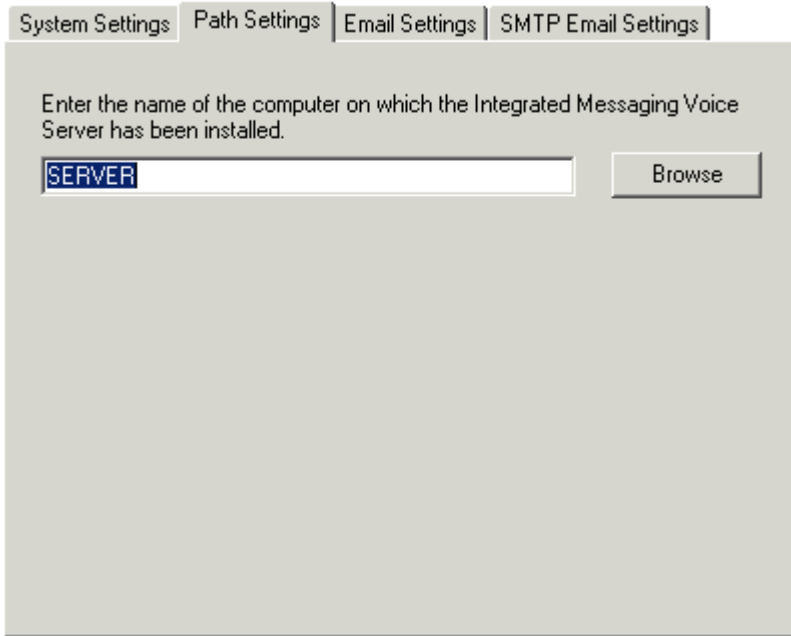 System Settings Path Settings Email Settings SMTP Email Settings
Enter the name of the computer on which the Integrated Messaging Voice
Server has been installed.
SERVER Browse